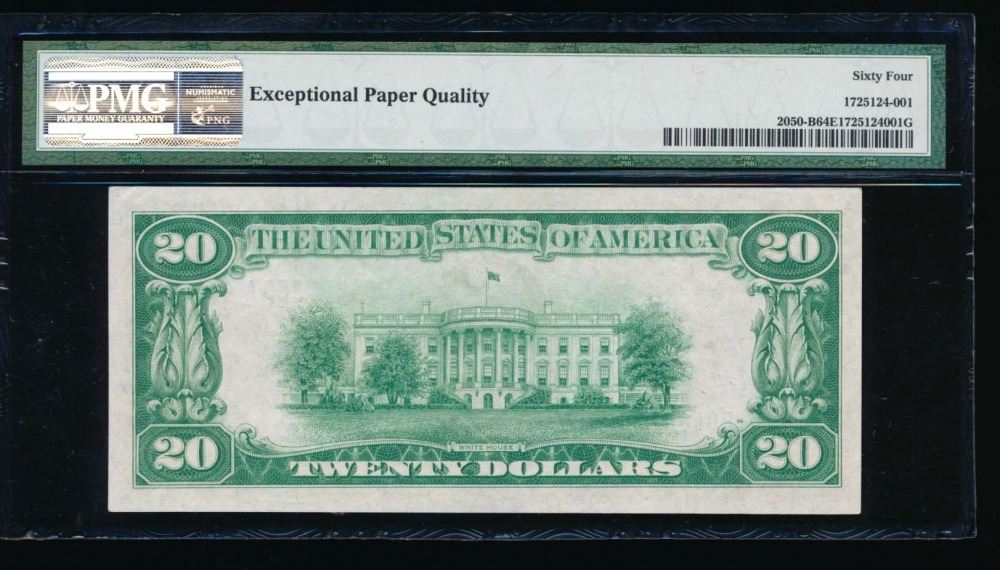 PMG
PAPER MONEY GUARANTY
NUMISMATIC
PNG
Exceptional Paper Quality
Sixty Four
1725124-001
2050-B64E1725124001G
20
THE UNITED STATES OF AMERICA
20
WHITE HOUSE
20
TWENTY DOLLARS
20